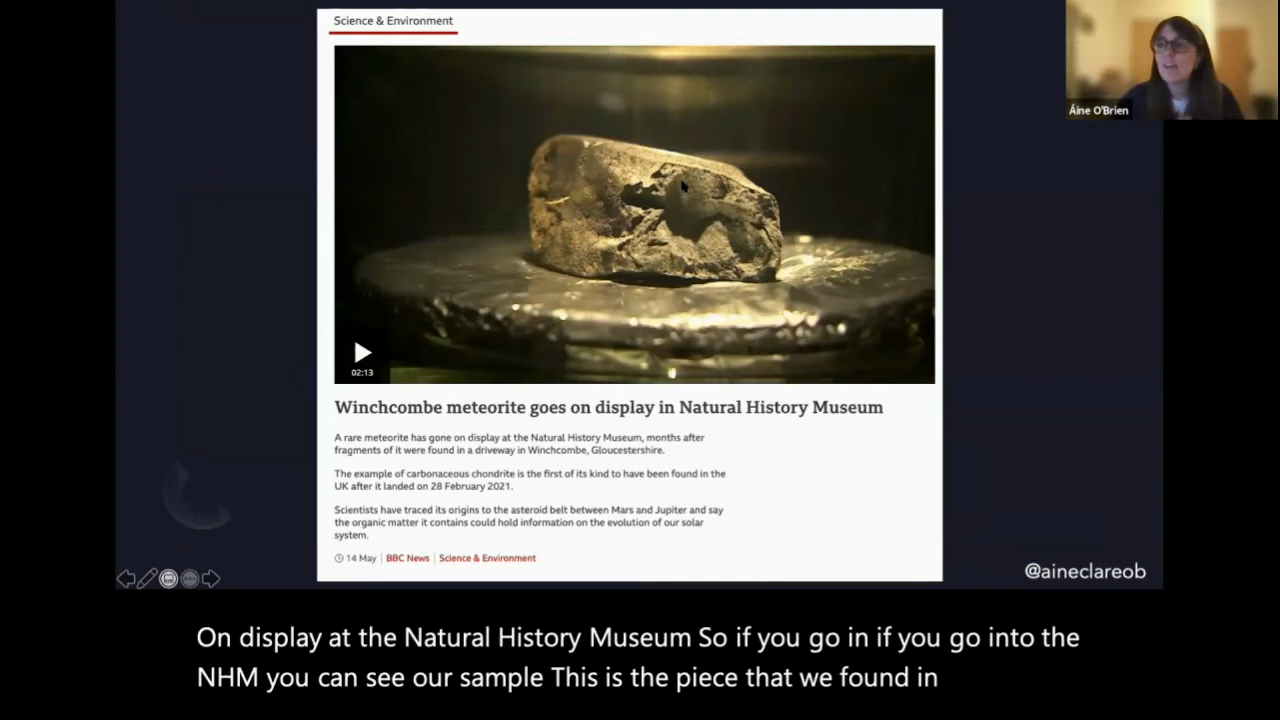 Science & Environment
Áine O'Brien
02:13
Winchcombe meteorite goes on display in Natural History Museum
A rare meteorite has gone on display at the Natural History Museum, months after
fragments of it were found in a driveway in Winchcombe, Gloucestershire.
The example of carbonaceous chondrite is the first of its kind to have been found in the
UK after it landed on 28 February 2021.
Scientists have traced its origins to the asteroid belt between Mars and Jupiter and say
the organic matter it contains could hold information on the evolution of our solar
system.
14 May | BBC News | Science & Environment
@aineclareob
On display at the Natural History Museum So if you go in if you go into the
NHM you can see our sample This is the piece that we found in